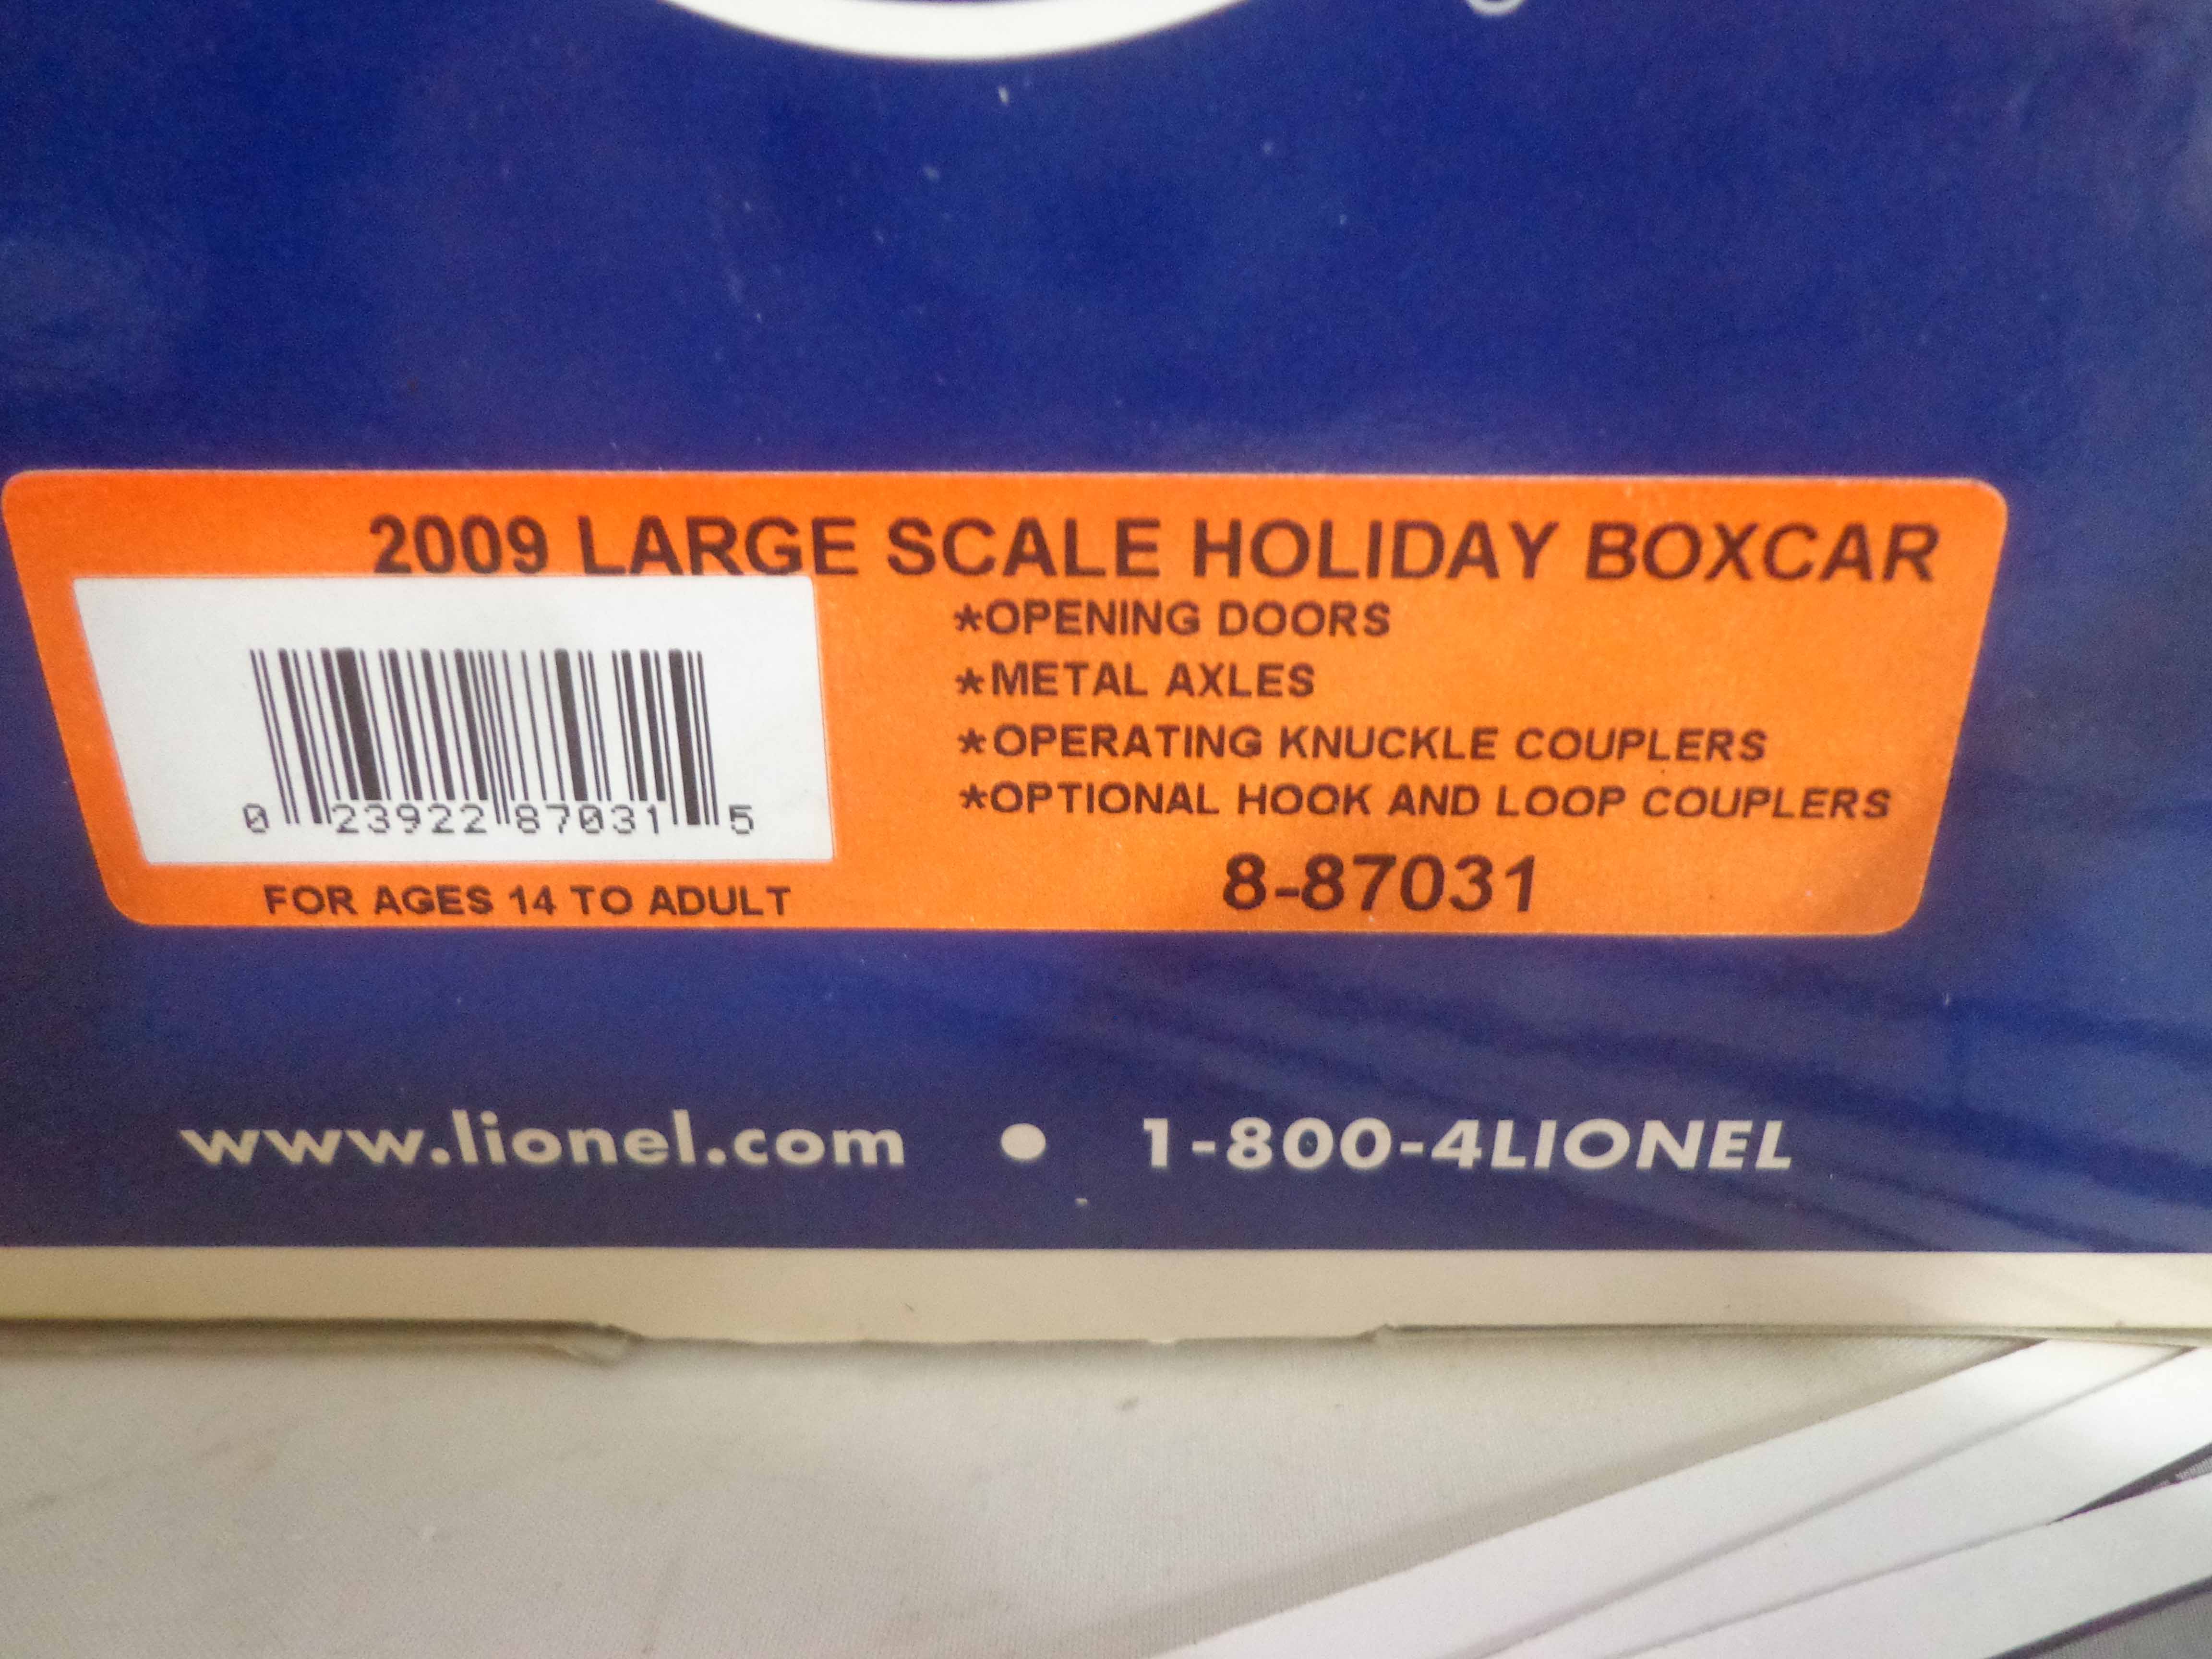 2009 LARGE SCALE HOLIDAY BOXCAR
*OPENING DOORS
*METAL AXLES
*OPERATING KNUCKLE COUPLERS
*OPTIONAL HOOK AND LOOP COUPLERS
0 23922 87031 5
FOR AGES 14 TO ADULT
8-87031
www.lionel.com • 1-800-4LIONEL